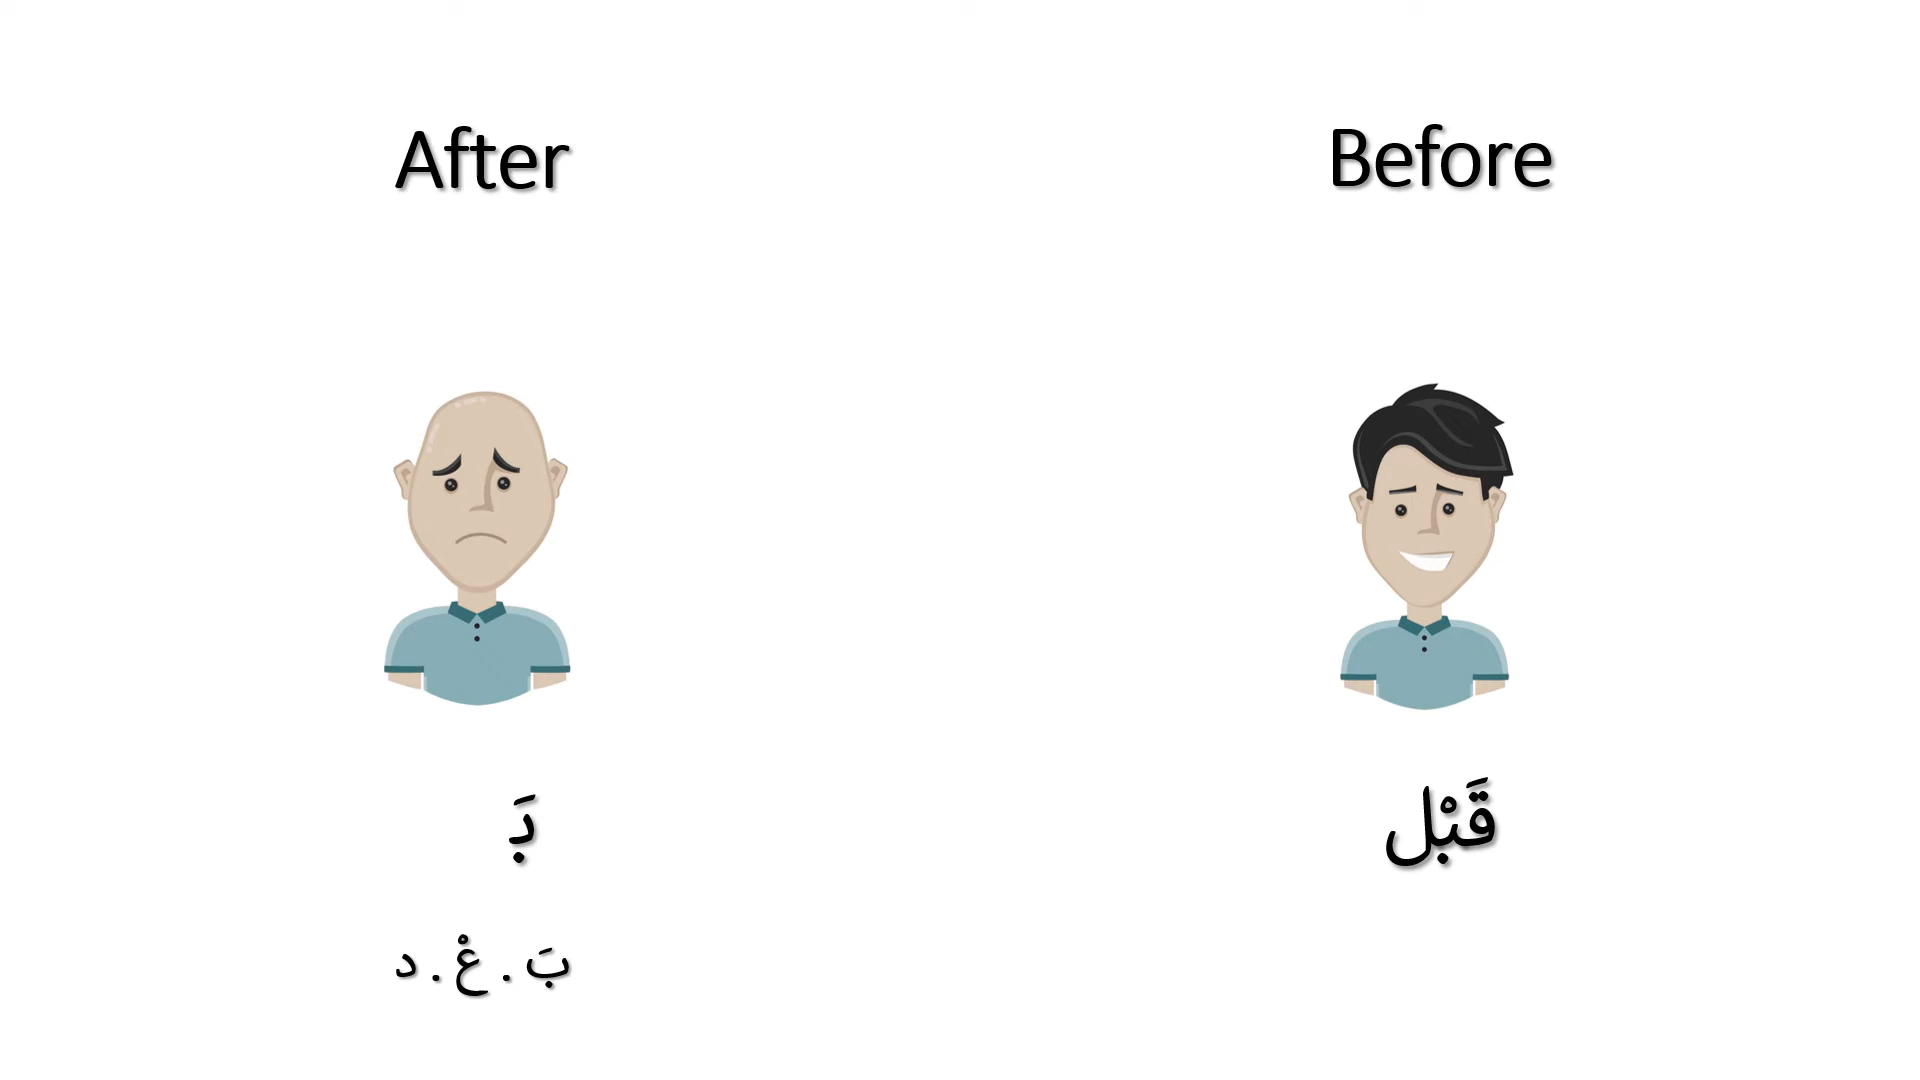 After
Before
بَـ
قَبْل
بَ . عْ . د